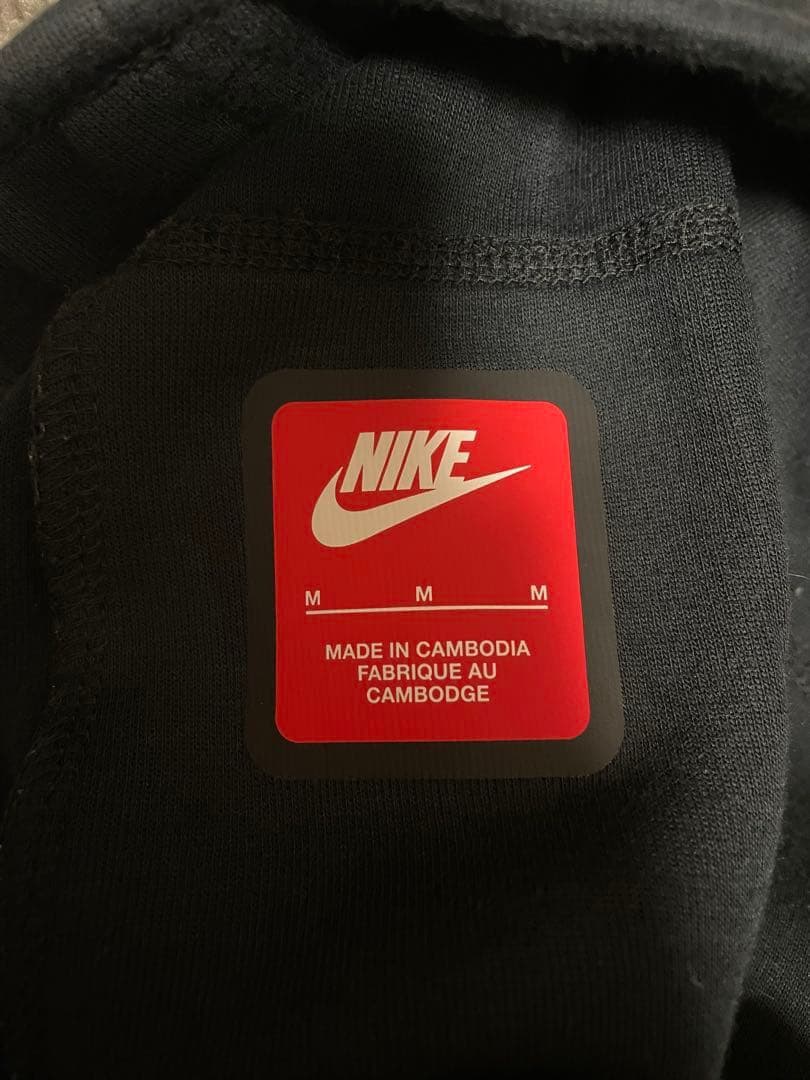 NIKE
M M M
MADE IN CAMBODIA
FABRIQUE AU
CAMBODGE